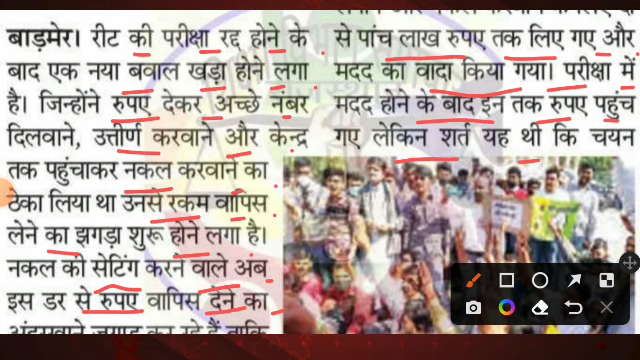 बाड़मेर। रीट की परीक्षा रद्द होने के
बाद एक नया बवाल खड़ा होने लगा
है। जिन्होंने रुपए देकर अच्छे नंबर
दिलवाने, उत्तीर्ण करवाने और केन्द्र
तक पहुंचाकर नकल करवाने का
ठेका लिया था उनसे रकम वापिस
लेने का झगड़ा शुरू होने लगा है।
नकल की सेटिंग करने वाले अब
इस डर से रुपए वापिस देने का
से पांच लाख रुपए तक लिए गए और
मदद का वादा किया गया। परीक्षा में
मदद होने के बाद इन तक रुपए पहुंच
गए लेकिन शर्त यह थी कि चयन